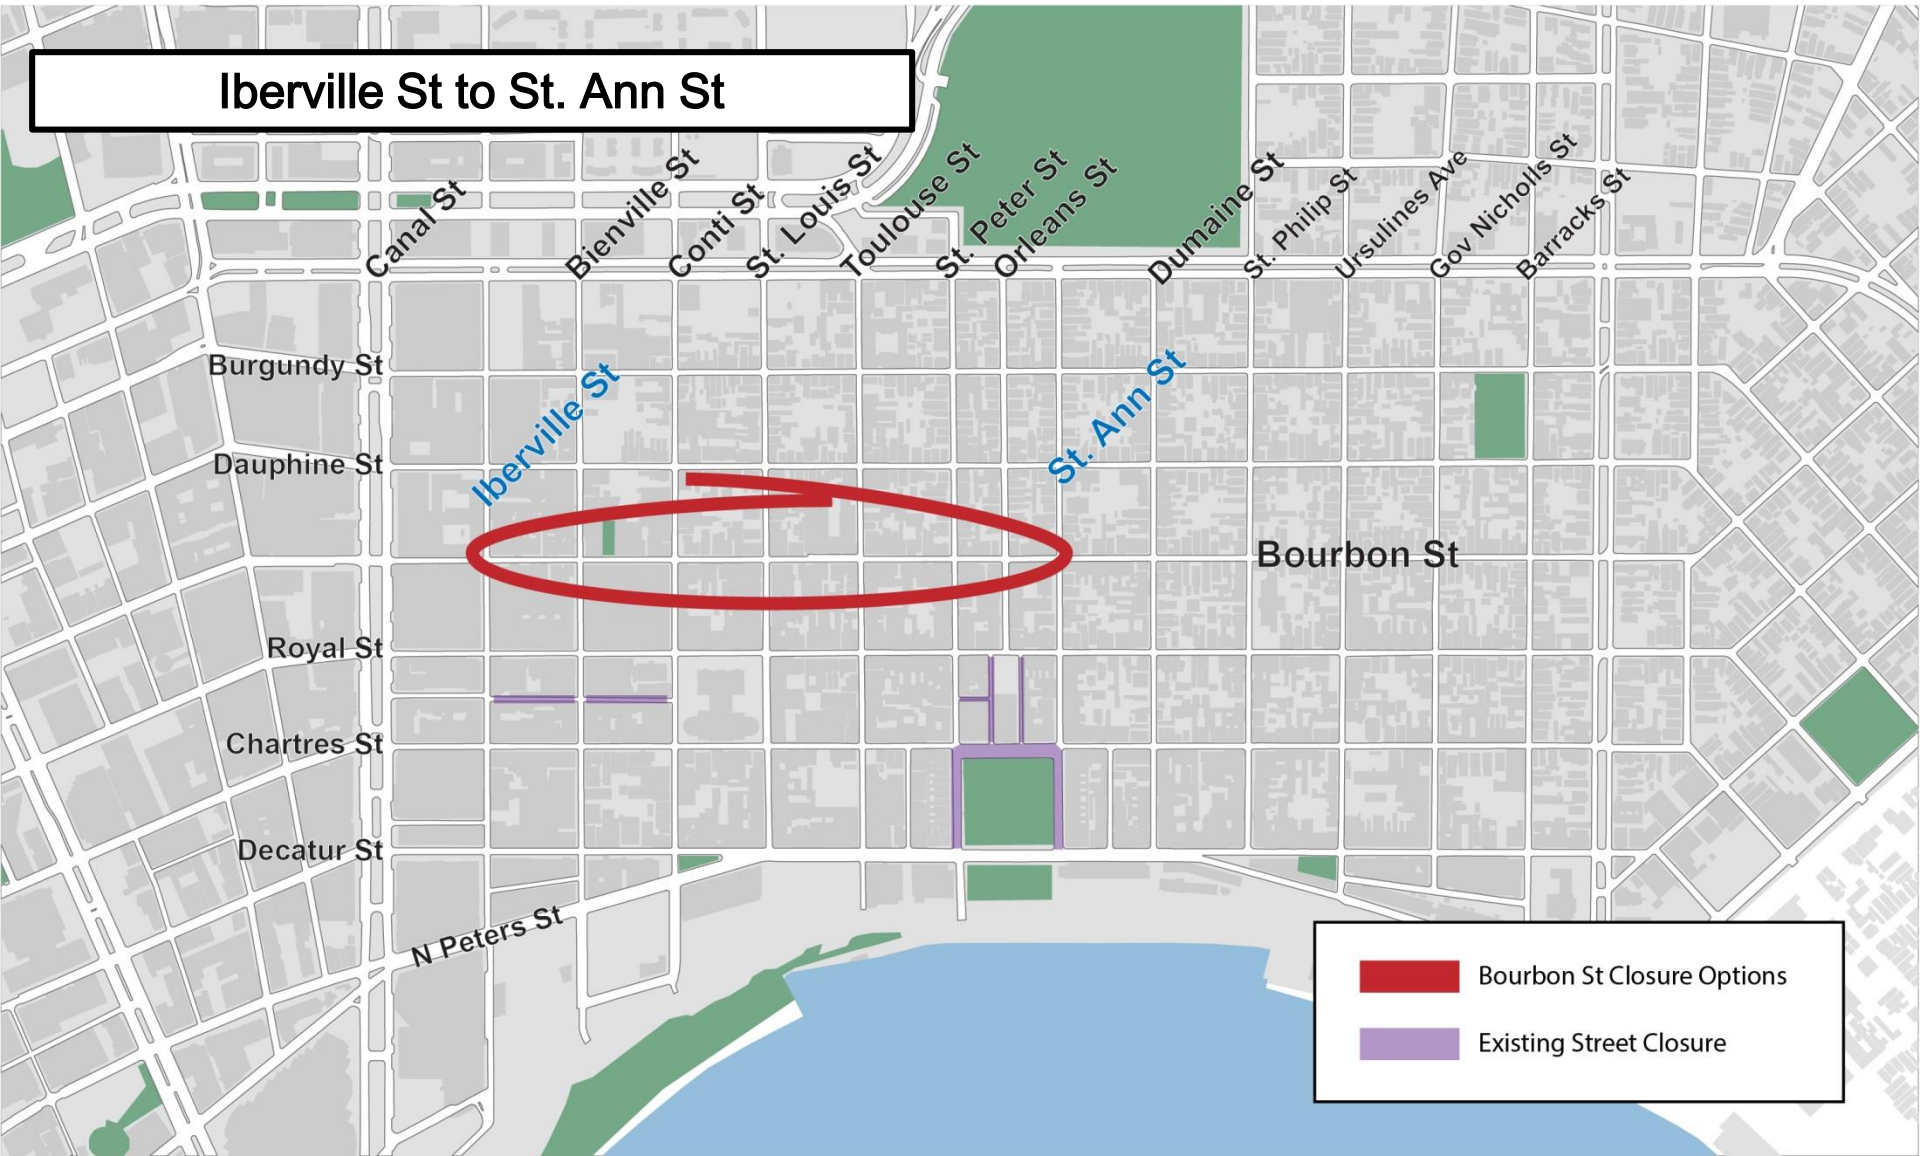 Iberville St to St. Ann St
Canal St
Bienville St
Conti St
St. Louis St
Toulouse St
St. Peter St
Orleans St
Dumaine St
St. Philip St
Ursulines Ave
Gov Nicholls St
Barracks St
Burgundy St
Iberville St
St. Ann St
Dauphine St
Bourbon St
Royal St
Chartres St
Decatur St
N Peters St
Bourbon St Closure Options
Existing Street Closure